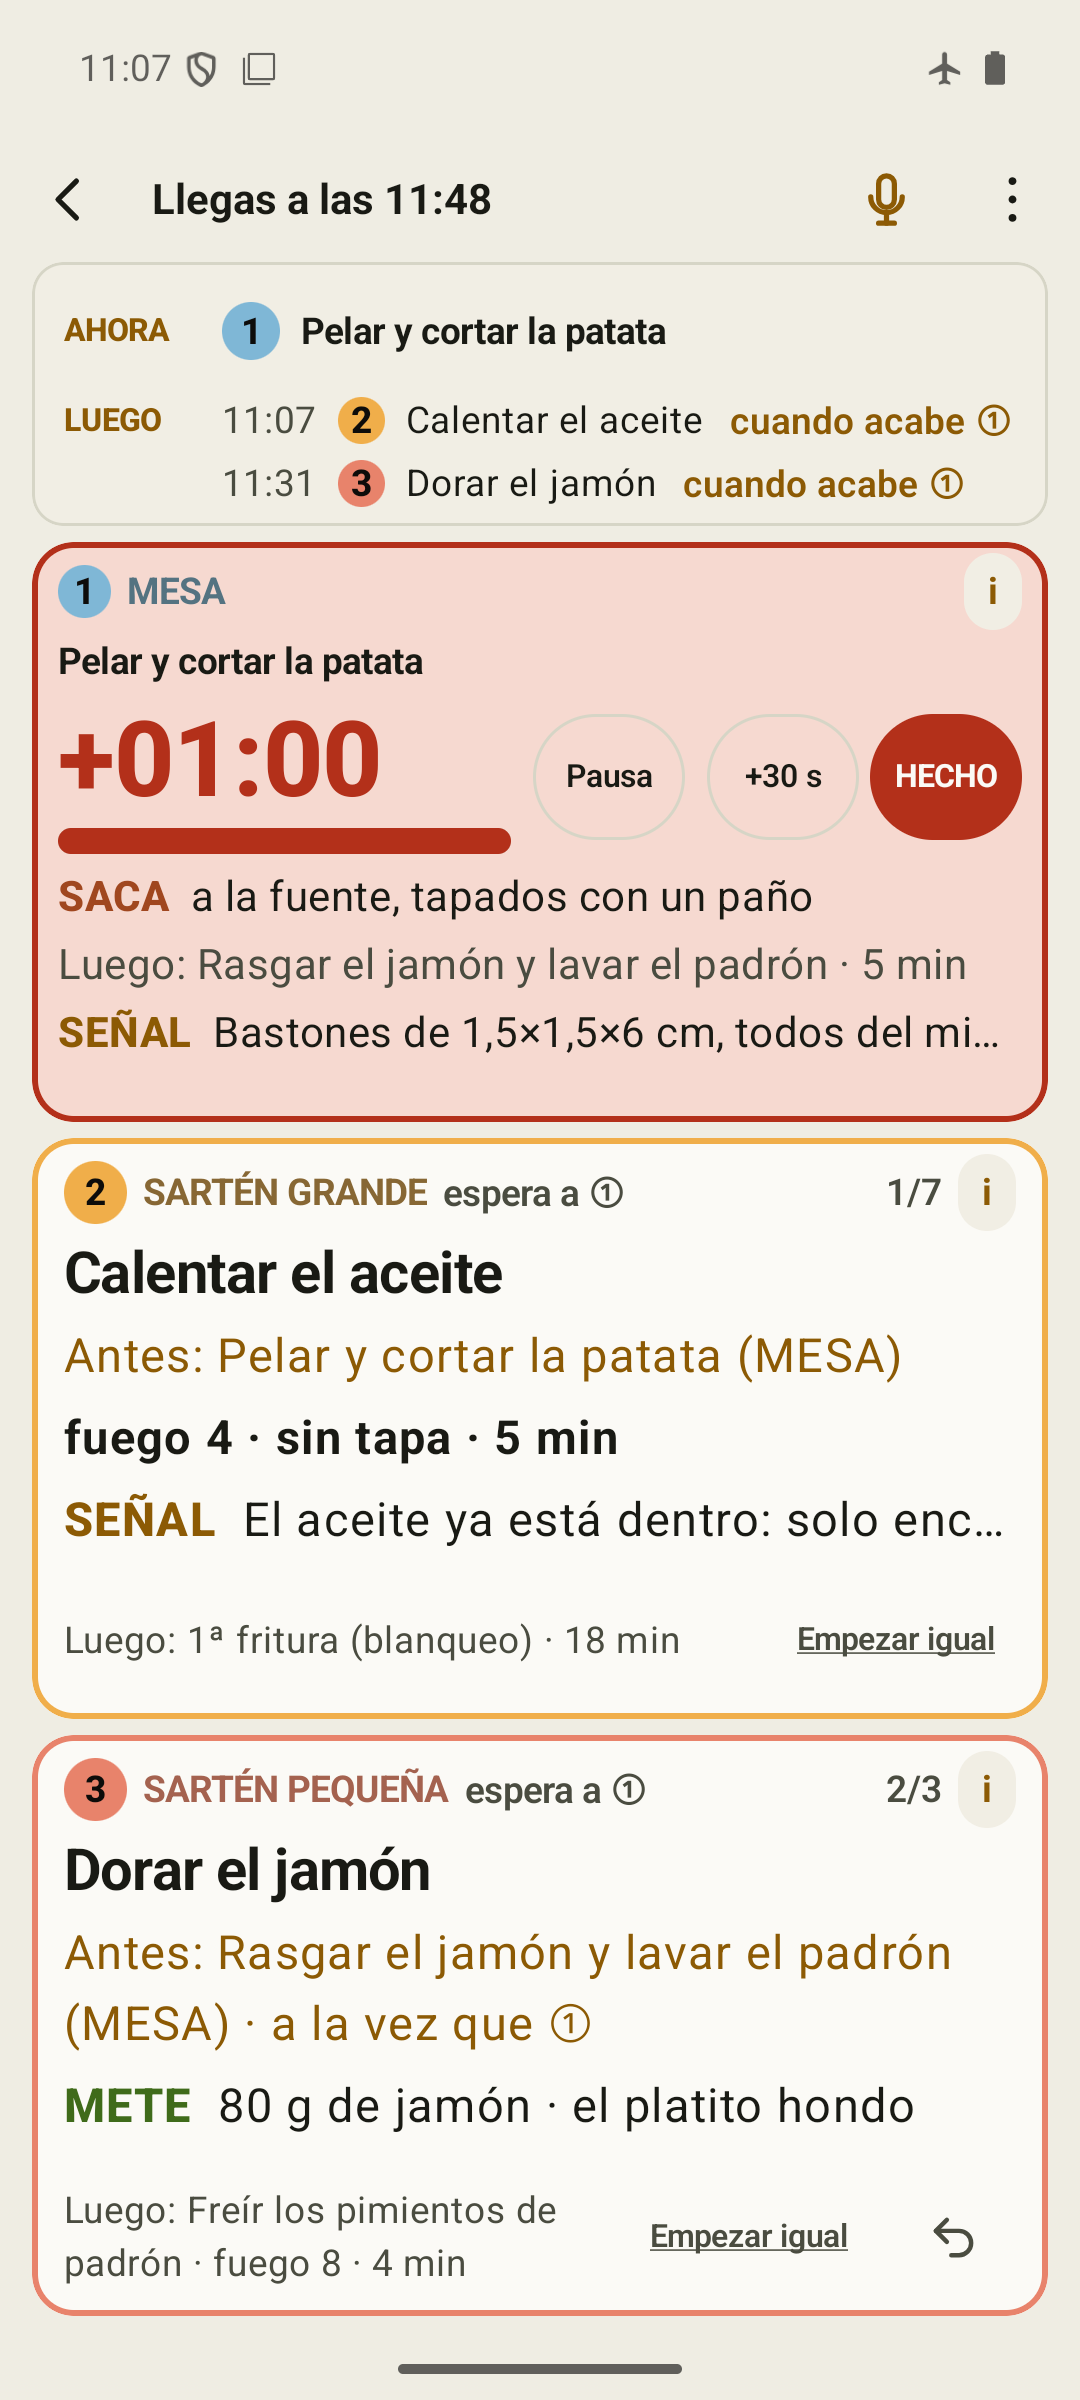 11:07
Llegas a las 11:48
AHORA 1 Pelar y cortar la patata
LUEGO 11:07 2 Calentar el aceite cuando acabe ①
11:31 3 Dorar el jamón cuando acabe ①
1 MESA i
Pelar y cortar la patata
+01:00 Pausa +30 s HECHO
SACA a la fuente, tapados con un paño
Luego: Rasgar el jamón y lavar el padrón · 5 min
SEÑAL Bastones de 1,5×1,5×6 cm, todos del mi…
2 SARTÉN GRANDE espera a ① 1/7 i
Calentar el aceite
Antes: Pelar y cortar la patata (MESA)
fuego 4 · sin tapa · 5 min
SEÑAL El aceite ya está dentro: solo enc…
Luego: 1ª fritura (blanqueo) · 18 min Empezar igual
3 SARTÉN PEQUEÑA espera a ① 2/3 i
Dorar el jamón
Antes: Rasgar el jamón y lavar el padrón
(MESA) · a la vez que ①
METE 80 g de jamón · el platito hondo
Luego: Freír los pimientos de
padrón · fuego 8 · 4 min Empezar igual